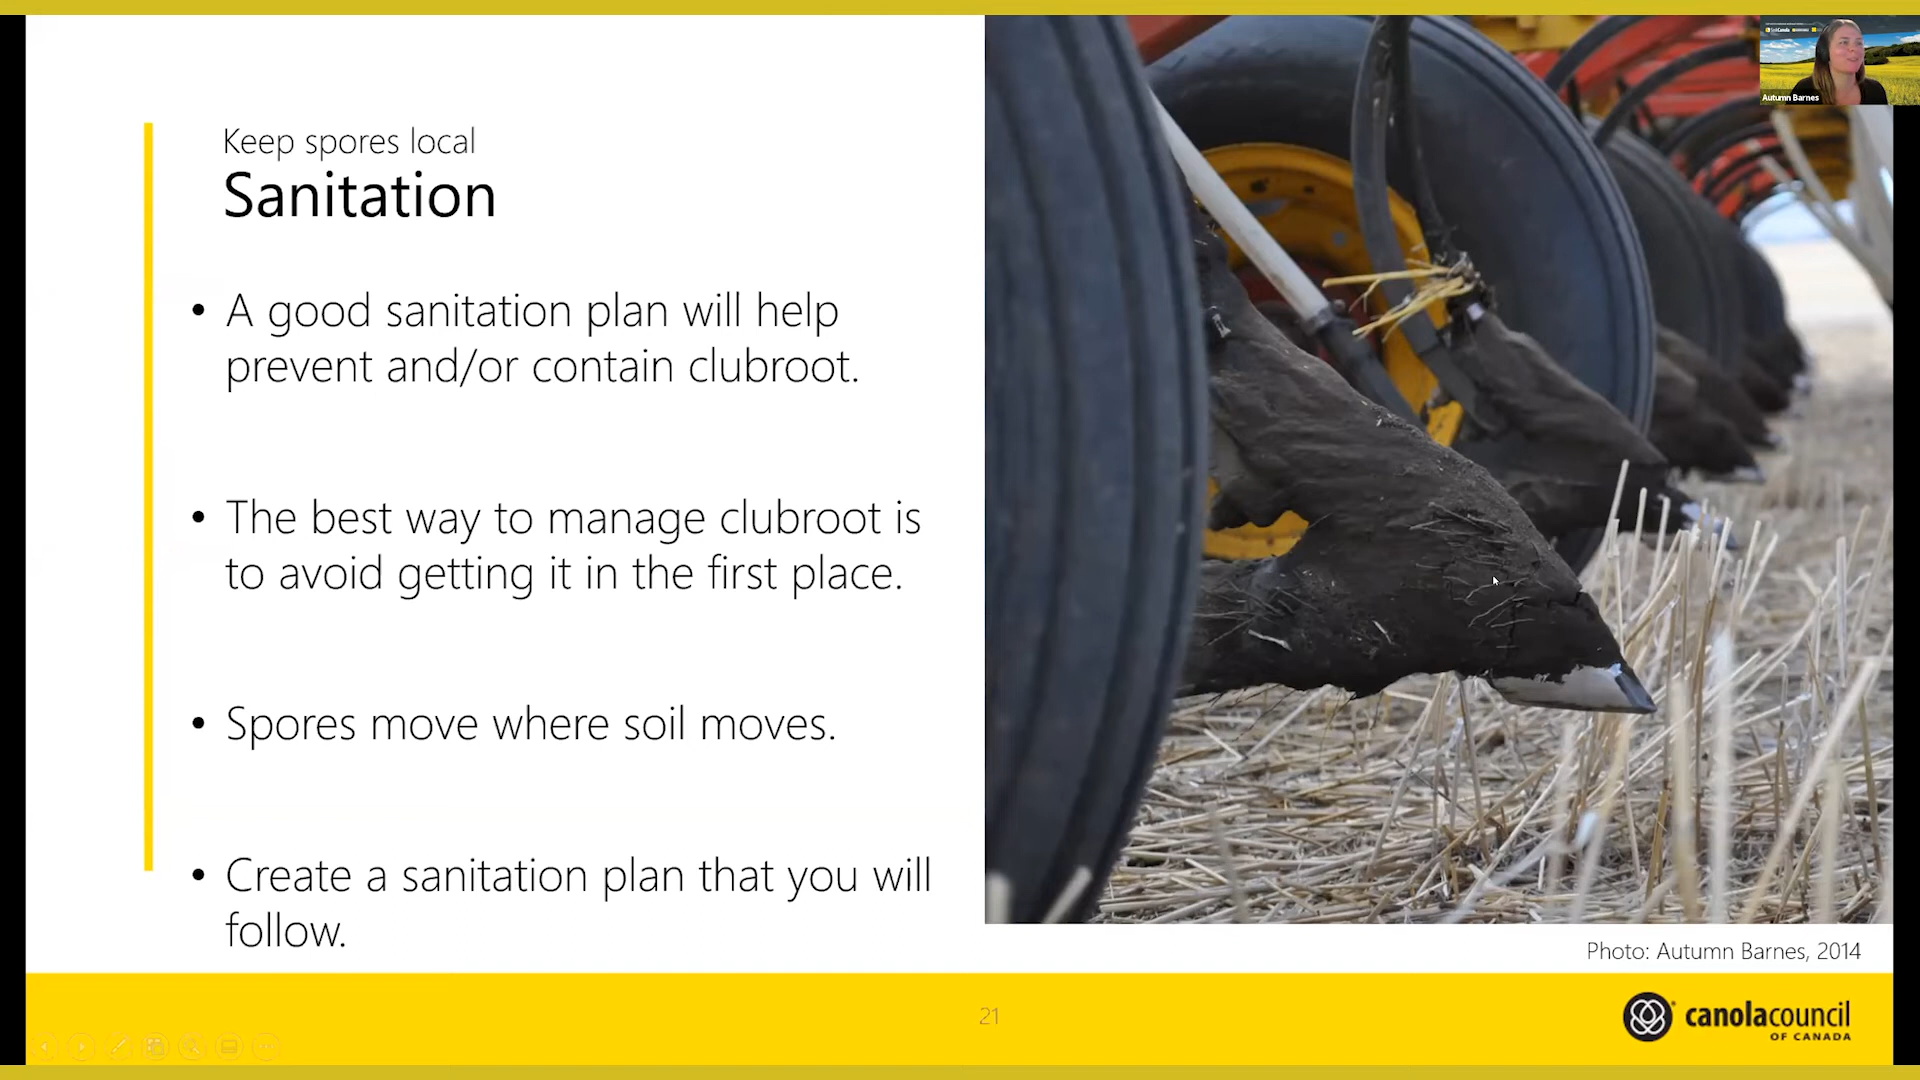 Keep spores local
Sanitation
• A good sanitation plan will help
prevent and/or contain clubroot.
• The best way to manage clubroot is
to avoid getting it in the first place.
• Spores move where soil moves.
• Create a sanitation plan that you will
follow.
Autumn Barnes
Photo: Autumn Barnes, 2014
21
canolacouncil
OF CANADA